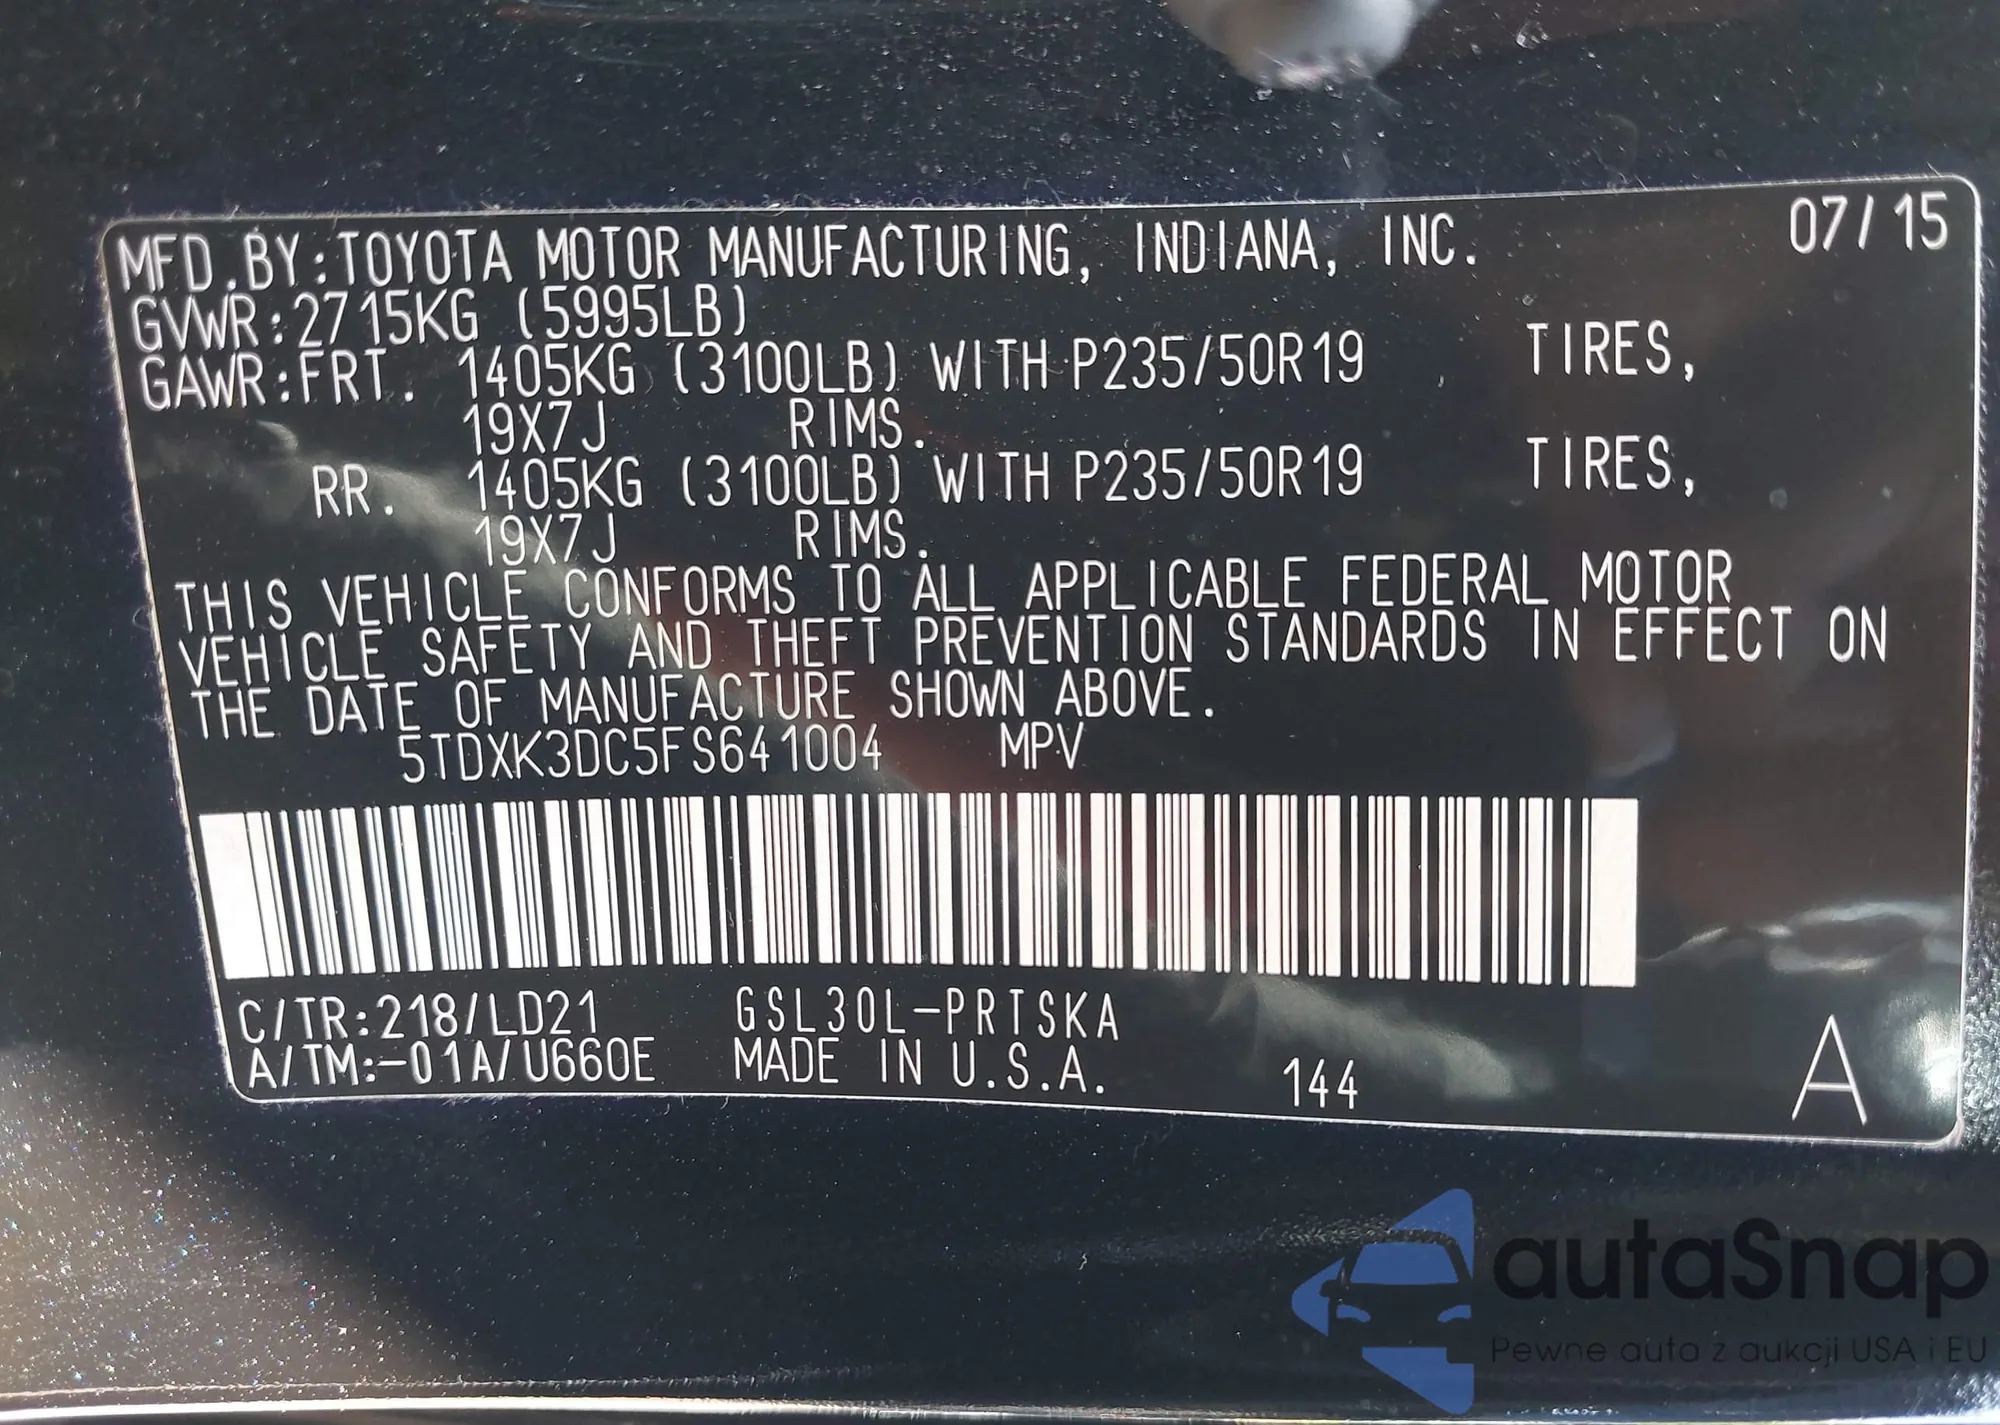 MFD.BY:TOYOTA MOTOR MANUFACTURING, INDIANA, INC. 07/15
GVWR:2715KG (5995LB)
GAWR:FRT. 1405KG (3100LB) WITH P235/50R19 TIRES,
19X7J RIMS.
RR. 1405KG (3100LB) WITH P235/50R19 TIRES,
19X7J RIMS.
THIS VEHICLE CONFORMS TO ALL APPLICABLE FEDERAL MOTOR
VEHICLE SAFETY AND THEFT PREVENTION STANDARDS IN EFFECT ON
THE DATE OF MANUFACTURE SHOWN ABOVE.
5TDXK3DC5FS641004 MPV
C/TR:218/LD21 GSL30L-PRTSKA
A/TM:-01A/U660E MADE IN U.S.A. 144 A
autaSnap
Pewne auta z aukcji USA i EU